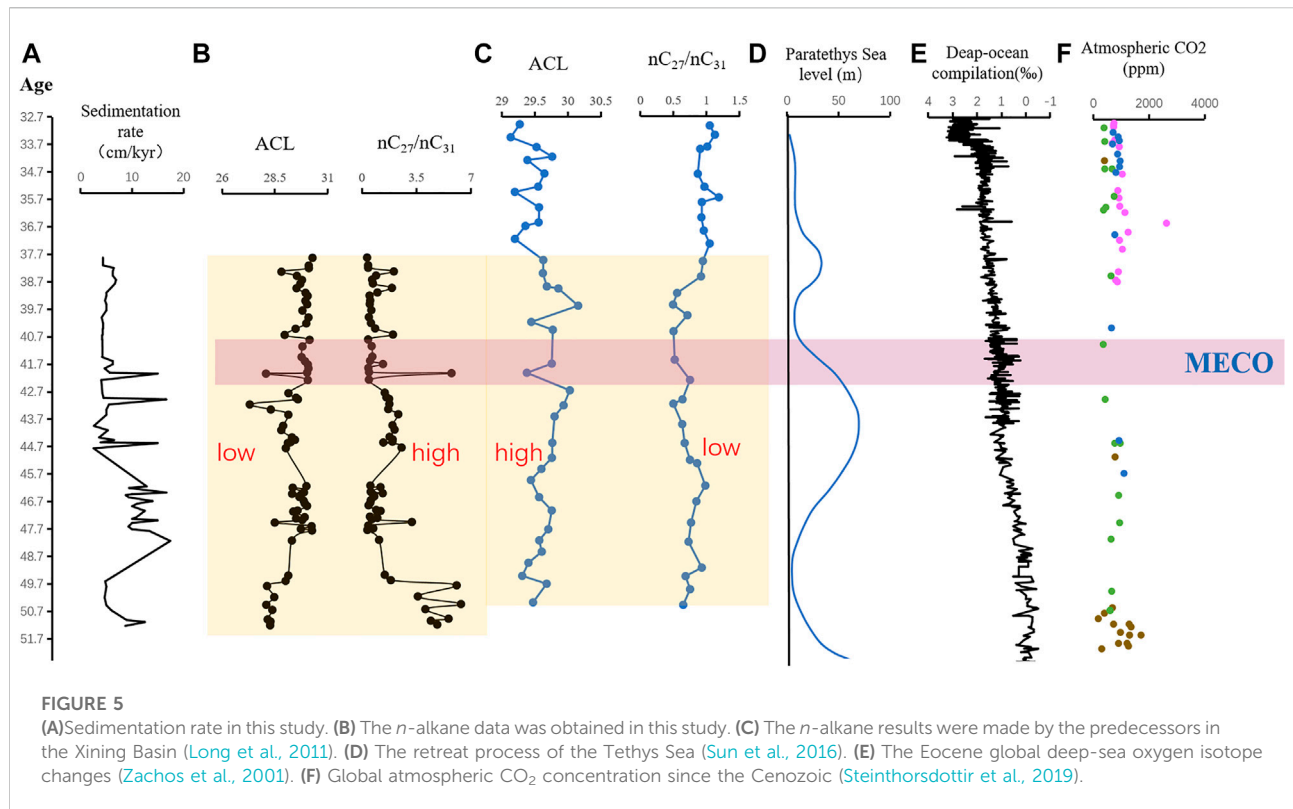 A
B
C
D
E
F
Age
Sedimentation
rate
(cm/kyr)
0 10 20
ACL
26 28.5 31
nC27/nC31
0 3.5 7
ACL
29 29.5 30 30.5
nC27/nC31
0 0.5 1 1.5
Paratethys Sea
level (m)
0 50 100
Deap-ocean
compilation(‰)
4 3 2 1 0 -1
Atmospheric CO2
(ppm)
0 2000 4000
32.7
33.7
34.7
35.7
36.7
37.7
38.7
39.7
40.7
41.7
42.7
43.7
44.7
45.7
46.7
47.7
48.7
49.7
50.7
51.7
MECO
low
high
high
low
FIGURE 5
(A)Sedimentation rate in this study. (B) The n-alkane data was obtained in this study. (C) The n-alkane results were made by the predecessors in
the Xining Basin (Long et al., 2011). (D) The retreat process of the Tethys Sea (Sun et al., 2016). (E) The Eocene global deep-sea oxygen isotope
changes (Zachos et al., 2001). (F) Global atmospheric CO2 concentration since the Cenozoic (Steinthorsdottir et al., 2019).